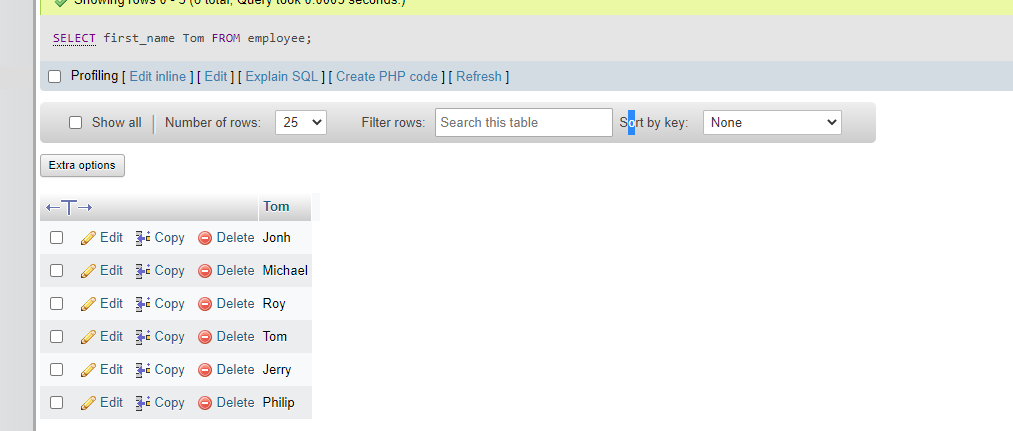 Showing rows 0 - 5 (6 total, Query took 0.0005 seconds.)
SELECT first_name Tom FROM employee;
Profiling [ Edit inline ] [ Edit ] [ Explain SQL ] [ Create PHP code ] [ Refresh ]
Show all | Number of rows: 25 Filter rows: Search this table Sort by key: None
Extra options
←T→ Tom
Edit Copy Delete Jonh
Edit Copy Delete Michael
Edit Copy Delete Roy
Edit Copy Delete Tom
Edit Copy Delete Jerry
Edit Copy Delete Philip